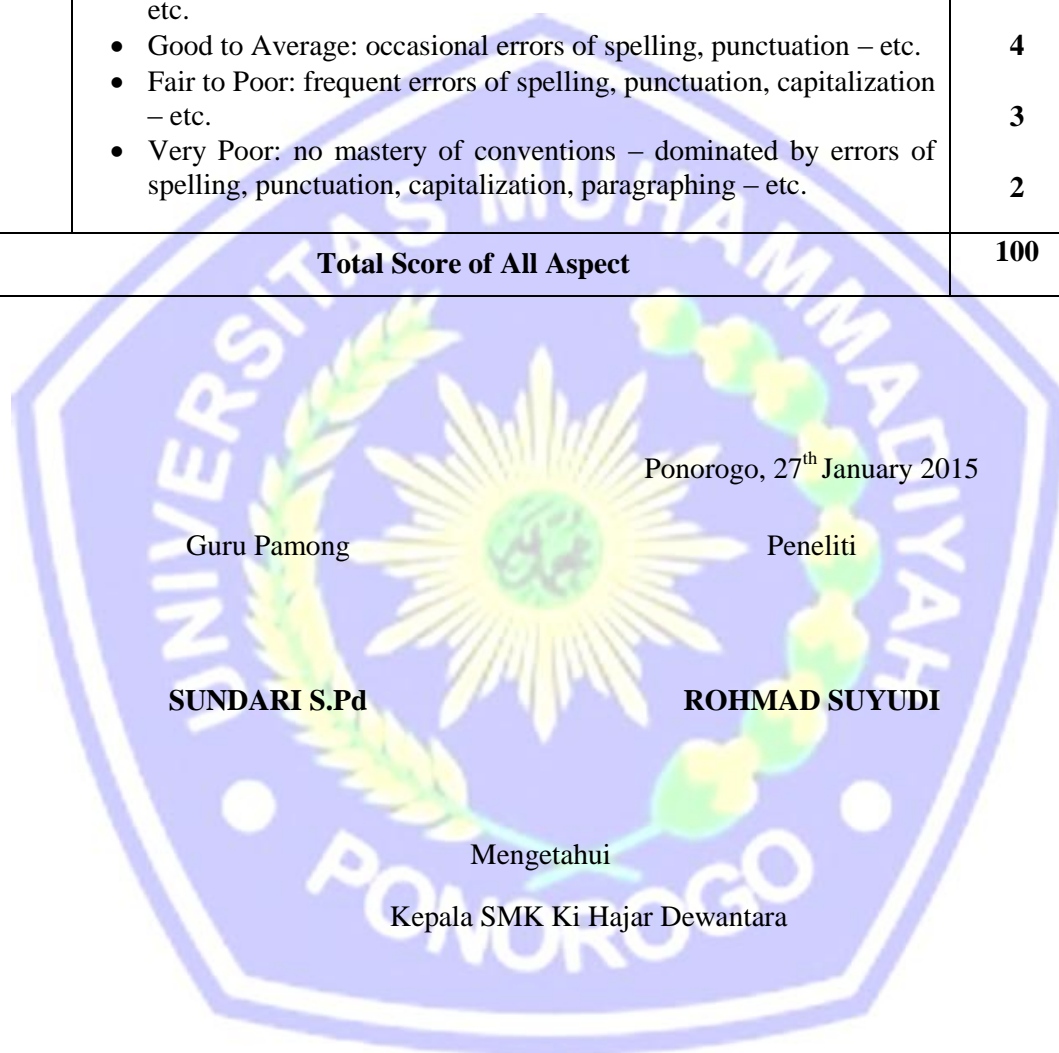 etc.
• Good to Average: occasional errors of spelling, punctuation – etc. 4
• Fair to Poor: frequent errors of spelling, punctuation, capitalization
– etc. 3
• Very Poor: no mastery of conventions – dominated by errors of
spelling, punctuation, capitalization, paragraphing – etc. 2
Total Score of All Aspect 100
UNIVERSITAS MUHAMMADIYAH
Ponorogo, 27th January 2015
Guru Pamong Peneliti
SUNDARI S.Pd ROHMAD SUYUDI
Mengetahui
Kepala SMK Ki Hajar Dewantara
PONOROGO